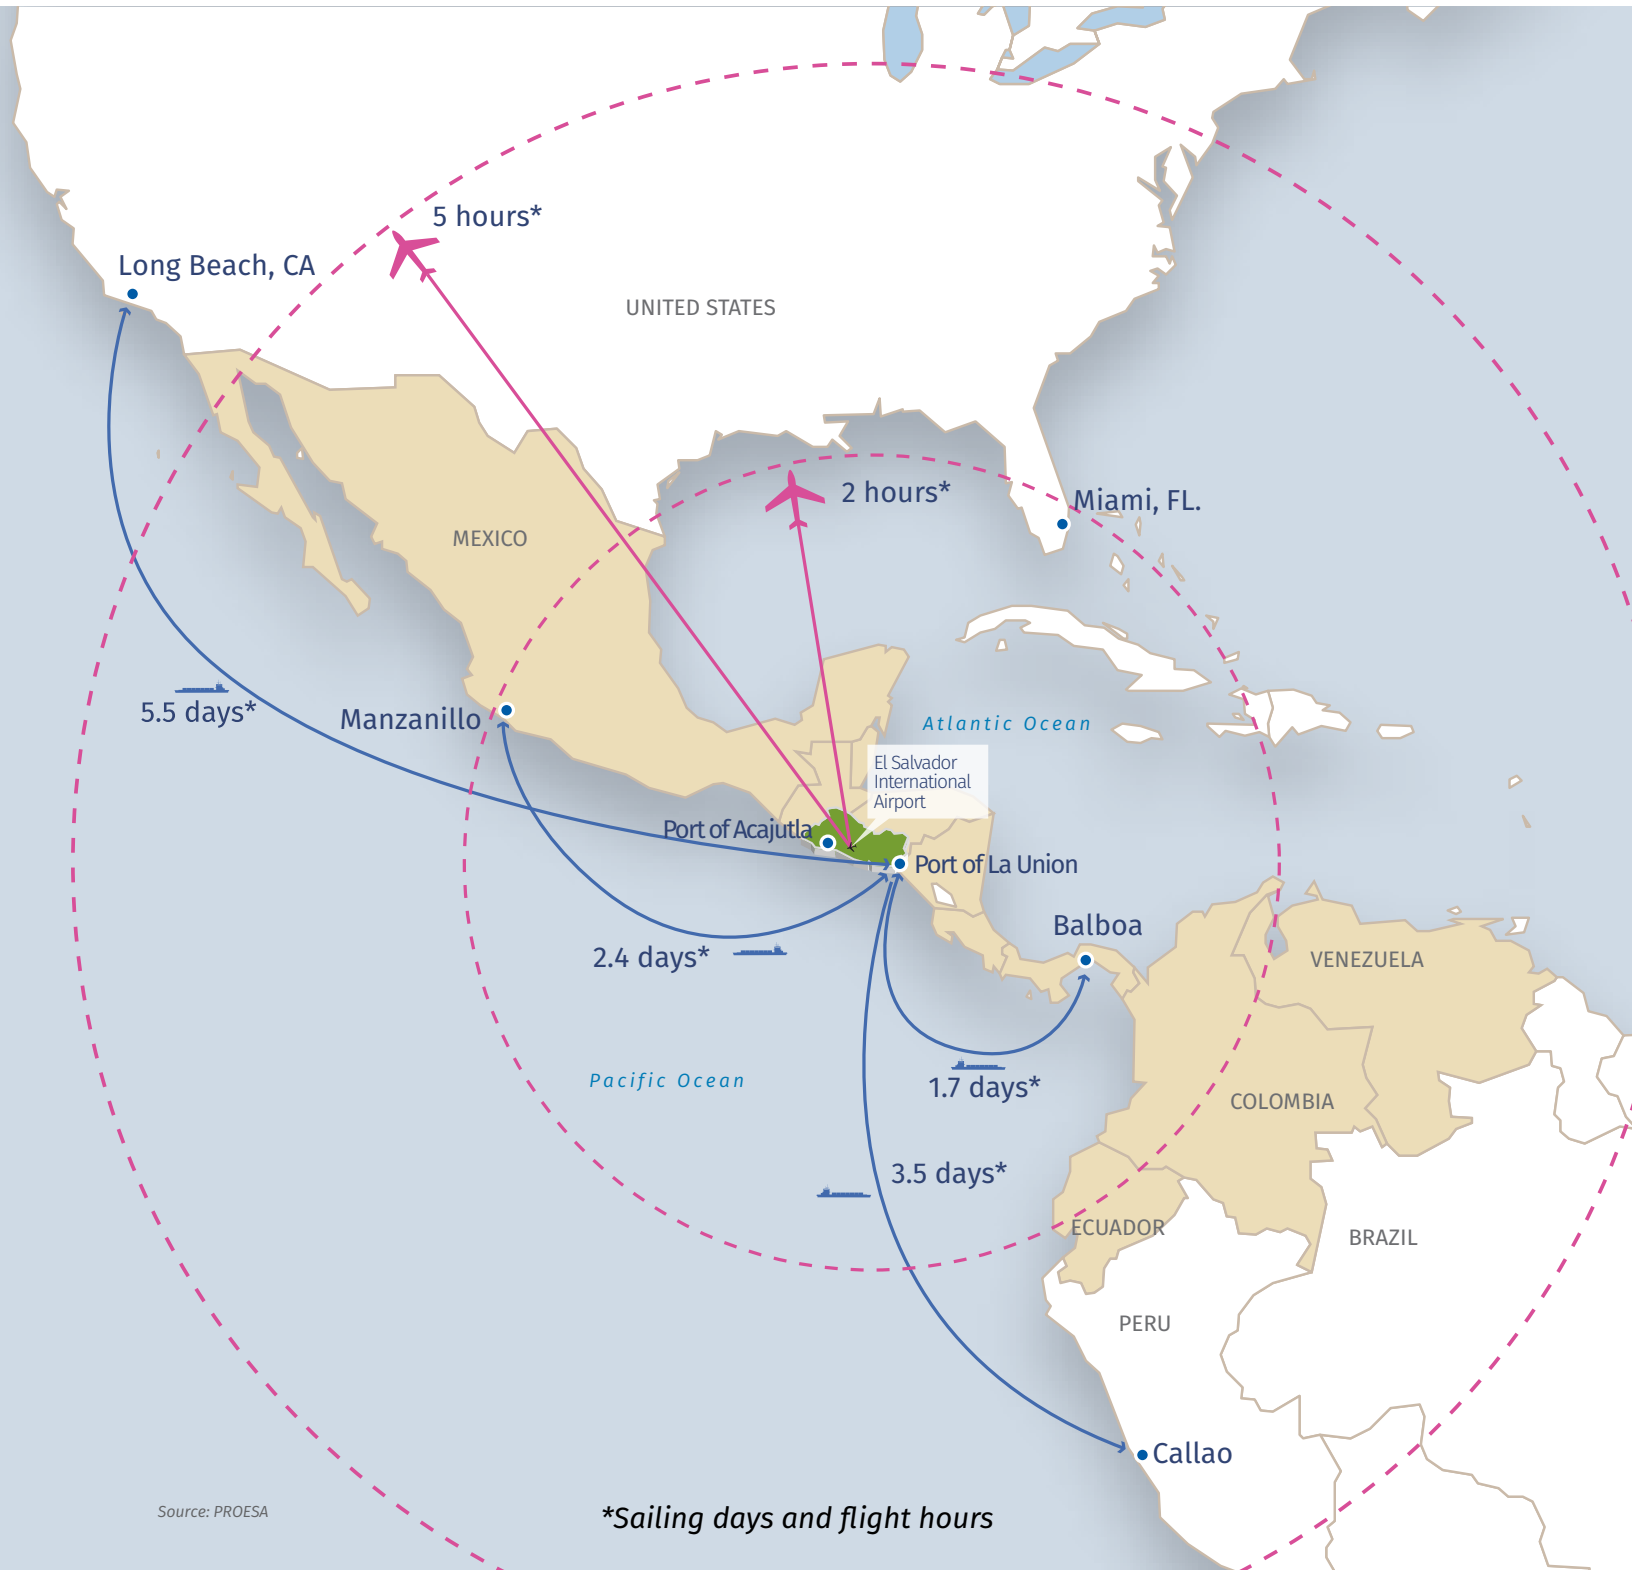 5 hours*
Long Beach, CA
UNITED STATES
2 hours*
Miami, FL.
MEXICO
5.5 days*
Manzanillo
Atlantic Ocean
El Salvador
International
Airport
Port of Acajutla
Port of La Union
Balboa
2.4 days*
VENEZUELA
Pacific Ocean
1.7 days*
COLOMBIA
3.5 days*
ECUADOR
BRAZIL
PERU
Callao
Source: PROESA
*Sailing days and flight hours